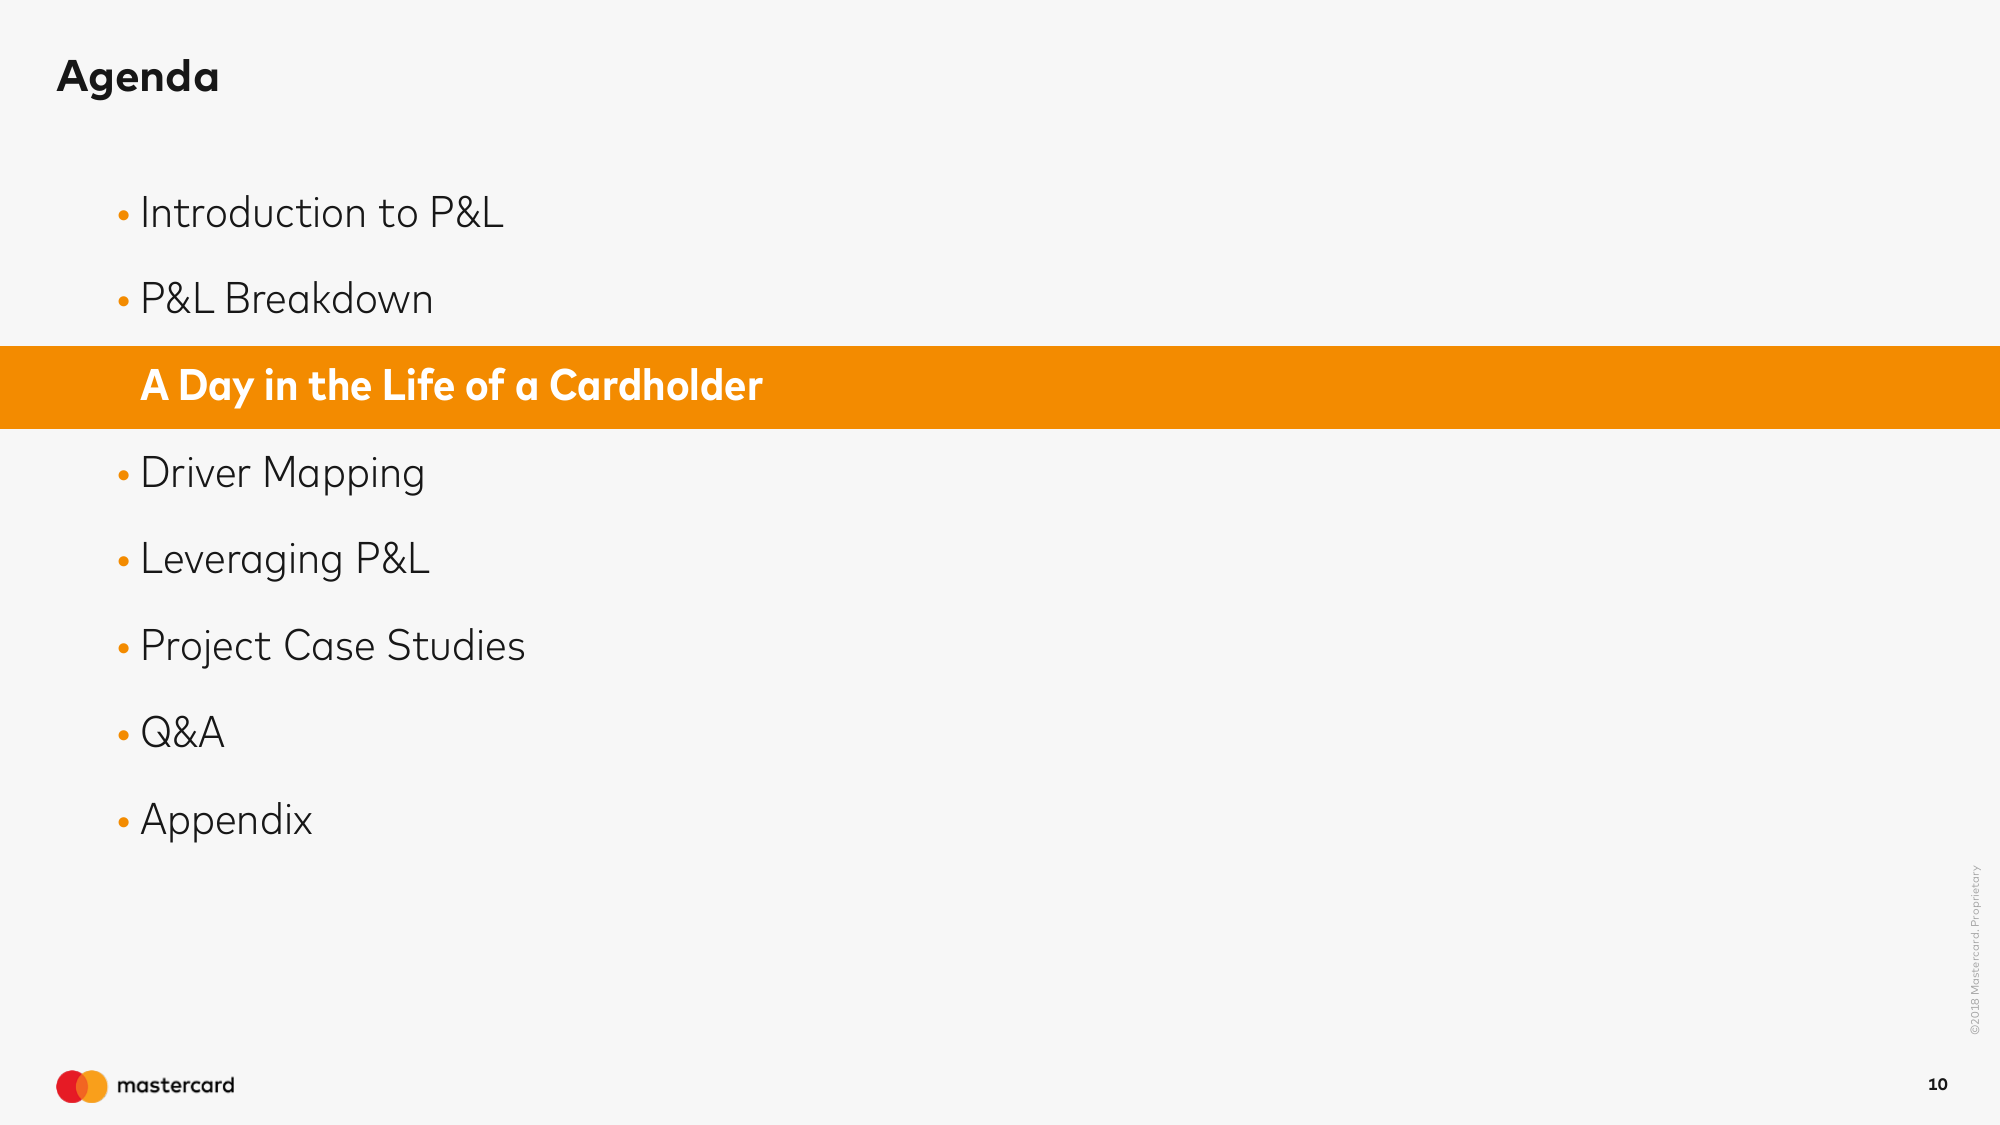 Agenda
• Introduction to P&L
• P&L Breakdown
A Day in the Life of a Cardholder
• Driver Mapping
• Leveraging P&L
• Project Case Studies
• Q&A
• Appendix
©2018 Mastercard. Proprietary
mastercard
10